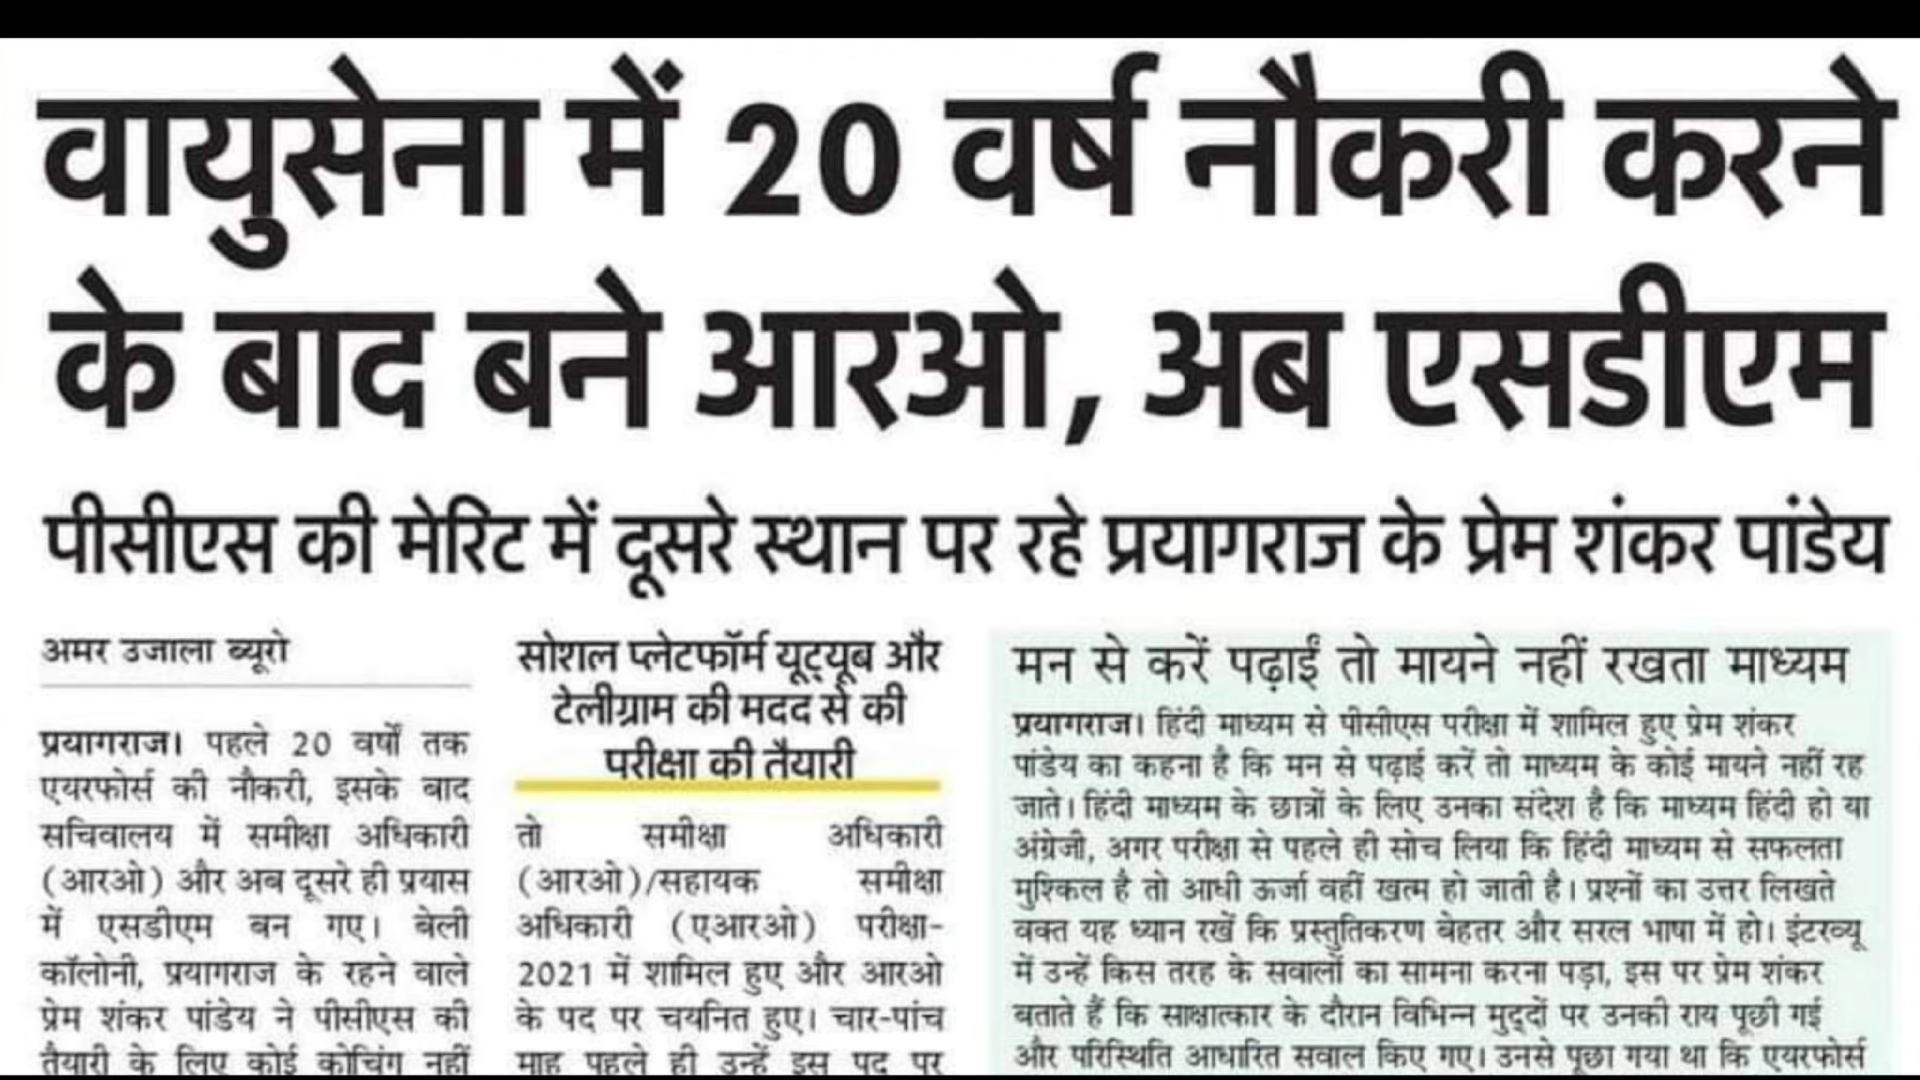 वायुसेना में 20 वर्ष नौकरी करने
के बाद बने आरओ, अब एसडीएम
पीसीएस की मेरिट में दूसरे स्थान पर रहे प्रयागराज के प्रेम शंकर पांडेय
अमर उजाला ब्यूरो
प्रयागराज। पहले 20 वर्षों तक
एयरफोर्स की नौकरी, इसके बाद
सचिवालय में समीक्षा अधिकारी
(आरओ) और अब दूसरे ही प्रयास
में एसडीएम बन गए। बेली
कॉलोनी, प्रयागराज के रहने वाले
प्रेम शंकर पांडेय ने पीसीएस की
तैयारी के लिए कोई कोचिंग नहीं
सोशल प्लेटफॉर्म यूट्यूब और
टेलीग्राम की मदद से की
परीक्षा की तैयारी
तो समीक्षा अधिकारी
(आरओ)/सहायक समीक्षा
अधिकारी (एआरओ) परीक्षा-
2021 में शामिल हुए और आरओ
के पद पर चयनित हुए। चार-पांच
माह पहले ही उन्हें इस पद पर
मन से करें पढ़ाई तो मायने नहीं रखता माध्यम
प्रयागराज। हिंदी माध्यम से पीसीएस परीक्षा में शामिल हुए प्रेम शंकर
पांडेय का कहना है कि मन से पढ़ाई करें तो माध्यम के कोई मायने नहीं रह
जाते। हिंदी माध्यम के छात्रों के लिए उनका संदेश है कि माध्यम हिंदी हो या
अंग्रेजी, अगर परीक्षा से पहले ही सोच लिया कि हिंदी माध्यम से सफलता
मुश्किल है तो आधी ऊर्जा वहीं खत्म हो जाती है। प्रश्नों का उत्तर लिखते
वक्त यह ध्यान रखें कि प्रस्तुतिकरण बेहतर और सरल भाषा में हो। इंटरव्यू
में उन्हें किस तरह के सवालों का सामना करना पड़ा, इस पर प्रेम शंकर
बताते हैं कि साक्षात्कार के दौरान विभिन्न मुद्दों पर उनकी राय पूछी गई
और परिस्थिति आधारित सवाल किए गए। उनसे पूछा गया था कि एयरफोर्स